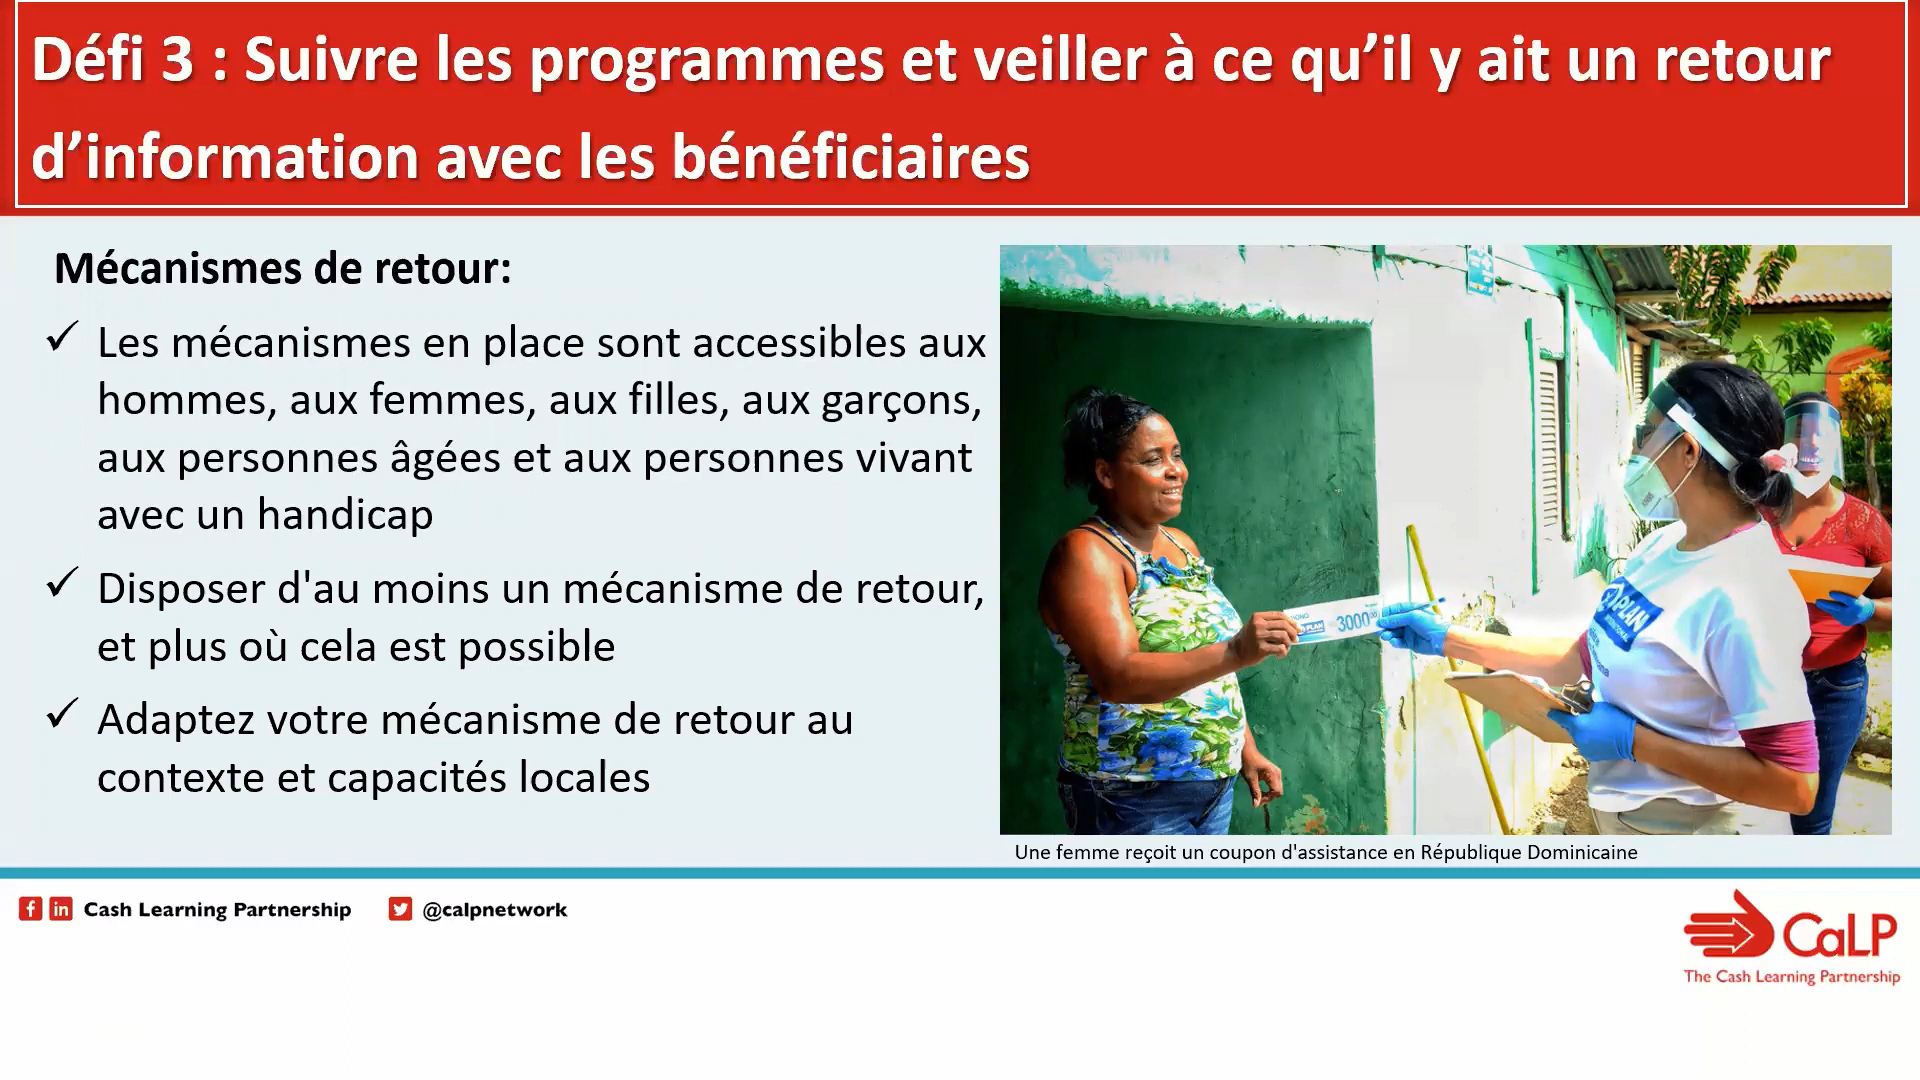 Défi 3 : Suivre les programmes et veiller à ce qu’il y ait un retour
d’information avec les bénéficiaires
Mécanismes de retour:
✓ Les mécanismes en place sont accessibles aux
hommes, aux femmes, aux filles, aux garçons,
aux personnes âgées et aux personnes vivant
avec un handicap
✓ Disposer d'au moins un mécanisme de retour,
et plus où cela est possible
✓ Adaptez votre mécanisme de retour au
contexte et capacités locales
PLAN
3000
PLAN
Une femme reçoit un coupon d'assistance en République Dominicaine
Cash Learning Partnership
@calpnetwork
CaLP
The Cash Learning Partnership